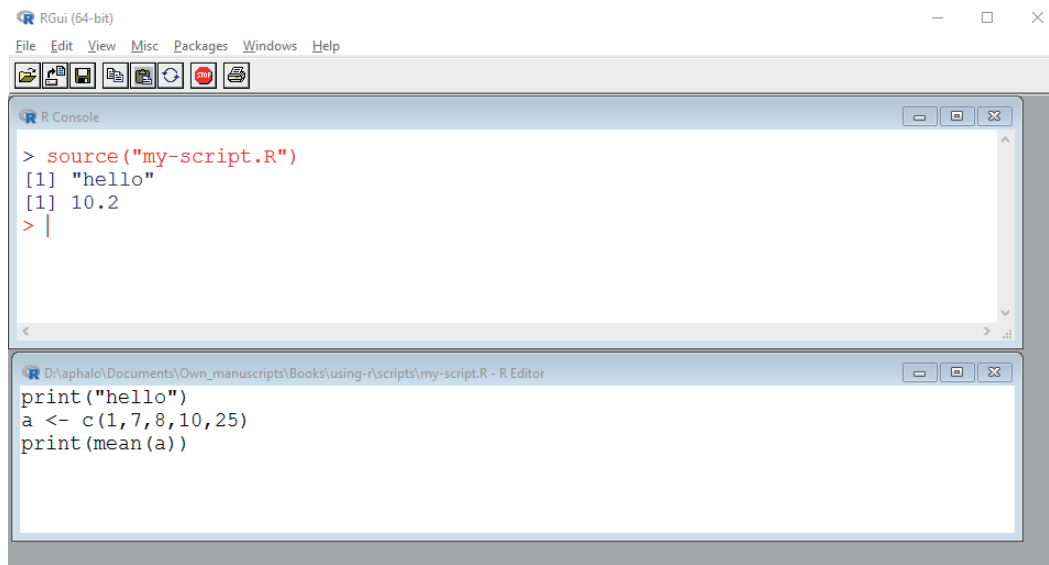 RGui (64-bit)
File Edit View Misc Packages Windows Help
STOP
R Console
> source("my-script.R")
[1] "hello"
[1] 10.2
>
D:\aphalo\Documents\Own_manuscripts\Books\using-r\scripts\my-script.R - R Editor
print("hello")
a <- c(1,7,8,10,25)
print(mean(a))